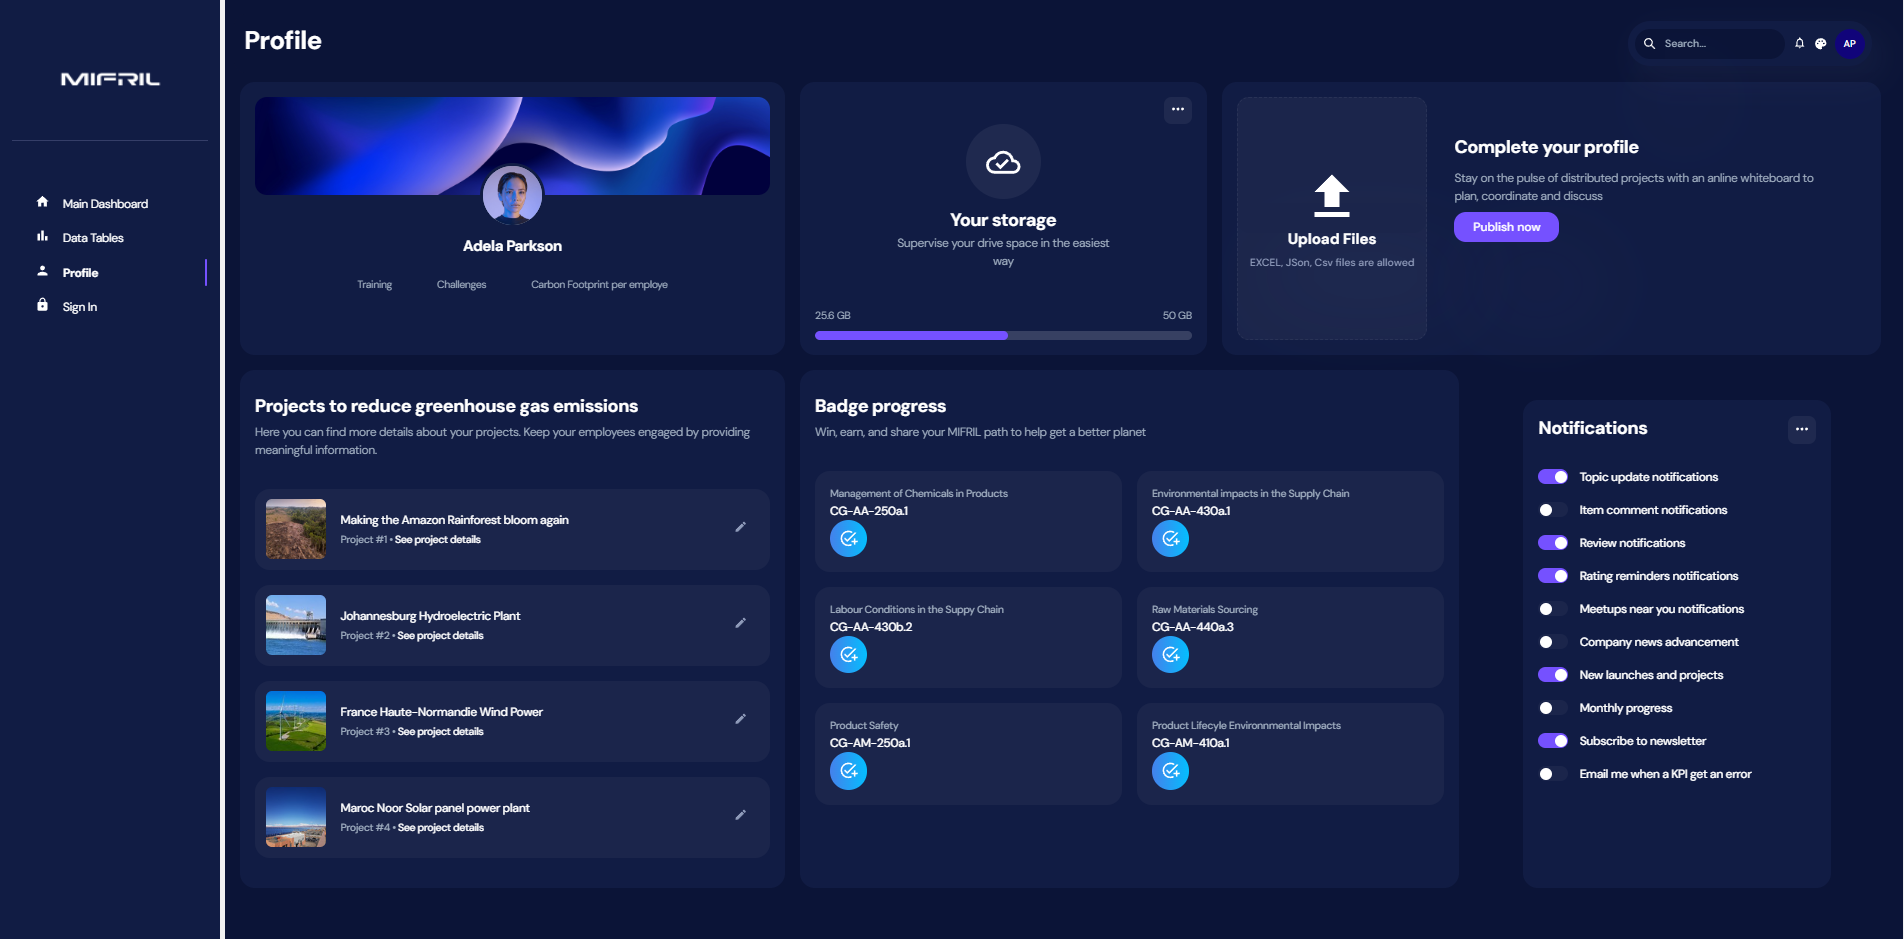 MIFRIL
Main Dashboard
Data Tables
Profile
Sign In
Profile
Search...
AP
Adela Parkson
Training
Challenges
Carbon Footprint per employe
Your storage
Supervise your drive space in the easiest
way
25.6 GB
50 GB
Upload Files
EXCEL, JSon, Csv files are allowed
Complete your profile
Stay on the pulse of distributed projects with an anline whiteboard to
plan, coordinate and discuss
Publish now
Projects to reduce greenhouse gas emissions
Here you can find more details about your projects. Keep your employees engaged by providing
meaningful information.
Making the Amazon Rainforest bloom again
Project #1 • See project details
Johannesburg Hydroelectric Plant
Project #2 • See project details
France Haute-Normandie Wind Power
Project #3 • See project details
Maroc Noor Solar panel power plant
Project #4 • See project details
Badge progress
Win, earn, and share your MIFRIL path to help get a better planet
Management of Chemicals in Products
CG-AA-250a.1
Environmental impacts in the Supply Chain
CG-AA-430a.1
Labour Conditions in the Suppy Chain
CG-AA-430b.2
Raw Materials Sourcing
CG-AA-440a.3
Product Safety
CG-AM-250a.1
Product Lifecyle Environnmental Impacts
CG-AM-410a.1
Notifications
Topic update notifications
Item comment notifications
Review notifications
Rating reminders notifications
Meetups near you notifications
Company news advancement
New launches and projects
Monthly progress
Subscribe to newsletter
Email me when a KPI get an error